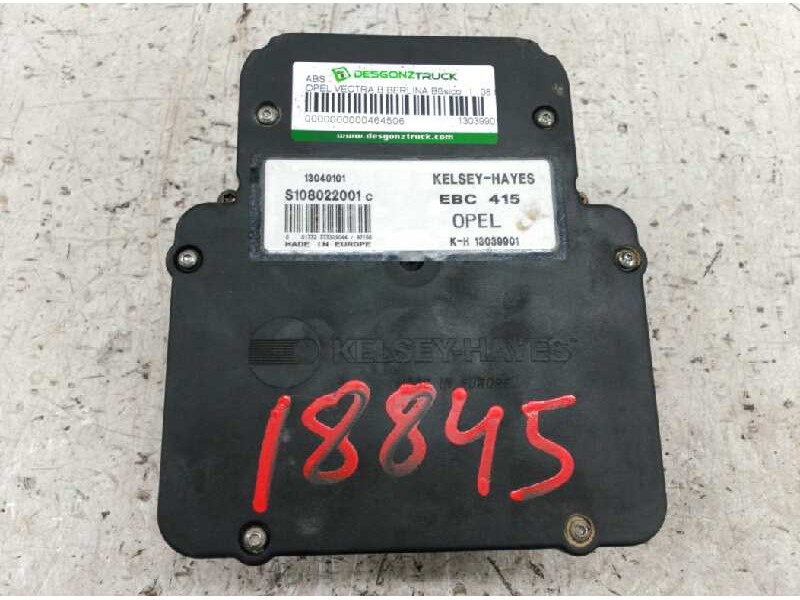 DESGONZTRUCK
ABS
OPEL VECTRA B BERLINA Básico | 08.
0000000000464506 1303990
www.desgonztruck.com
13040101
S108022001 C
MADE IN EUROPE
KELSEY-HAYES
EBC 415
OPEL
K-H 13039901
KELSEY-HAYES
MADE IN EUROPE
18845